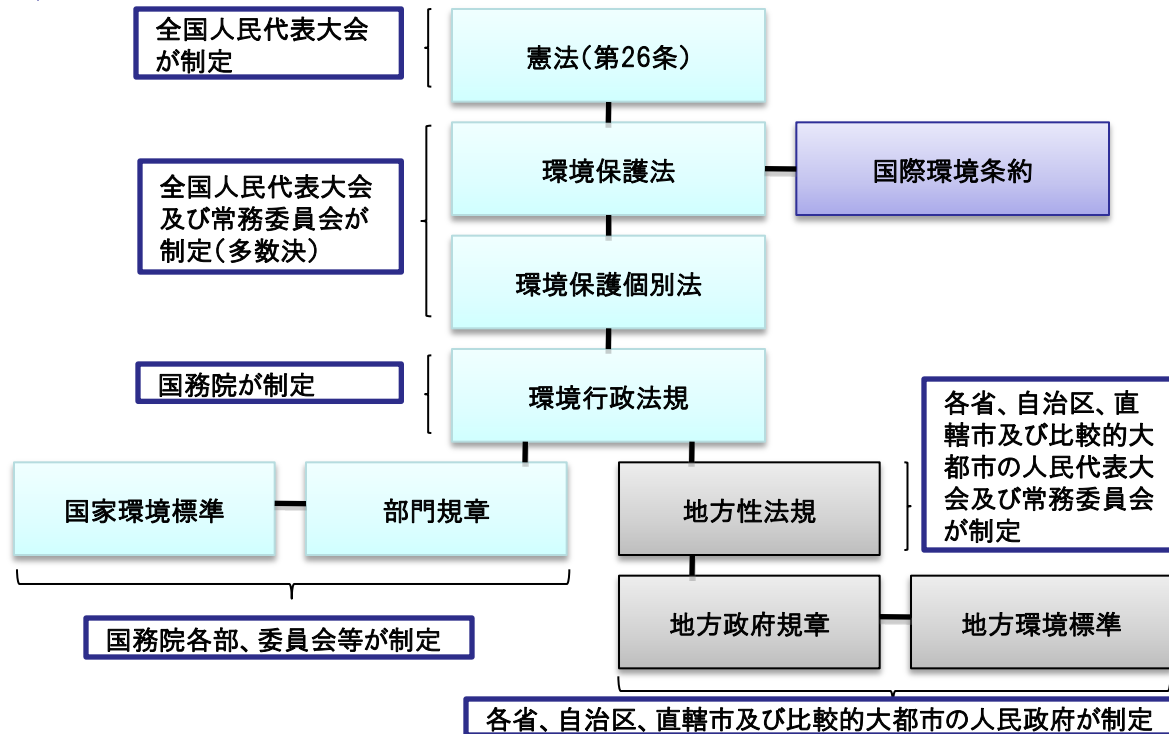 全国人民代表大会
が制定
憲法（第26条）
環境保護法
国際環境条約
全国人民代表大会
及び常務委員会が
制定（多数決）
環境保護個別法
国務院が制定
環境行政法規
各省、自治区、直
轄市及び比較的大
都市の人民代表大
会及び常務委員会
が制定
国家環境標準
部門規章
地方性法規
地方政府規章
地方環境標準
国務院各部、委員会等が制定
各省、自治区、直轄市及び比較的大都市の人民政府が制定